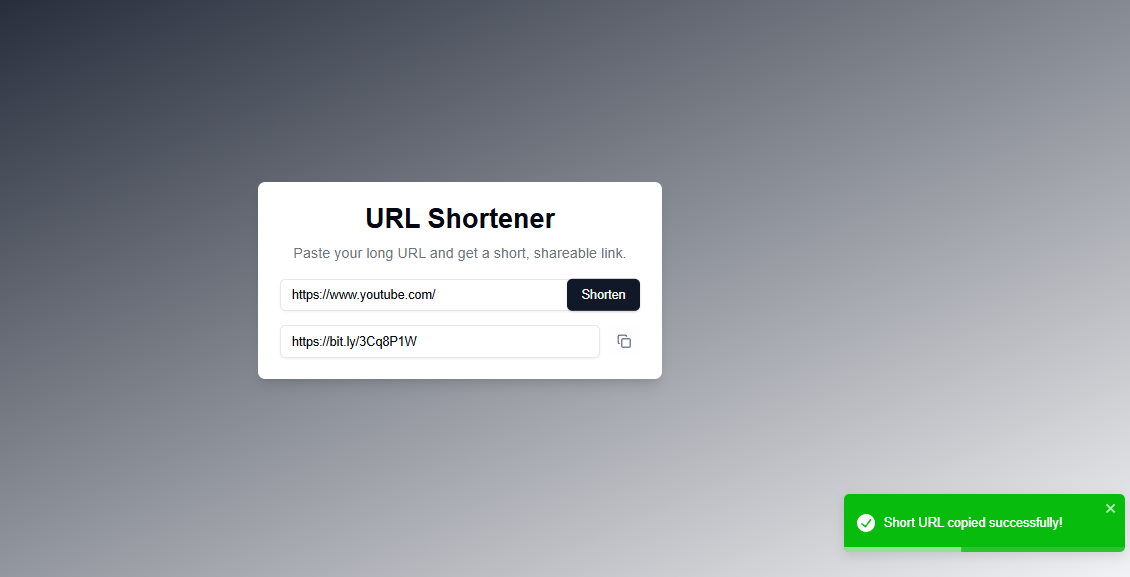 URL Shortener
Paste your long URL and get a short, shareable link.
https://www.youtube.com/
Shorten
https://bit.ly/3Cq8P1W
Short URL copied successfully!